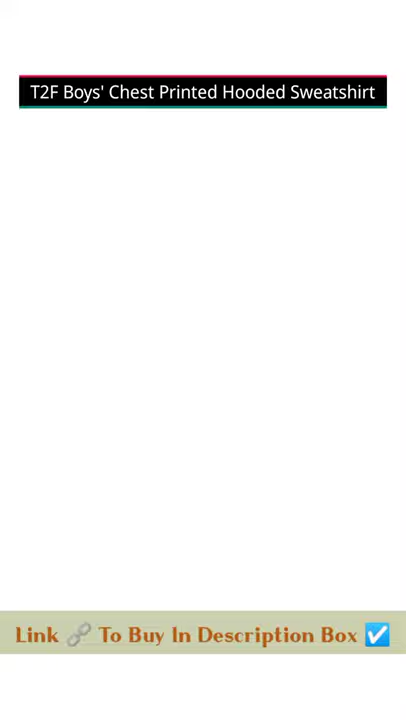 T2F Boys' Chest Printed Hooded Sweatshirt
Link 🔗 To Buy In Description Box ☑️